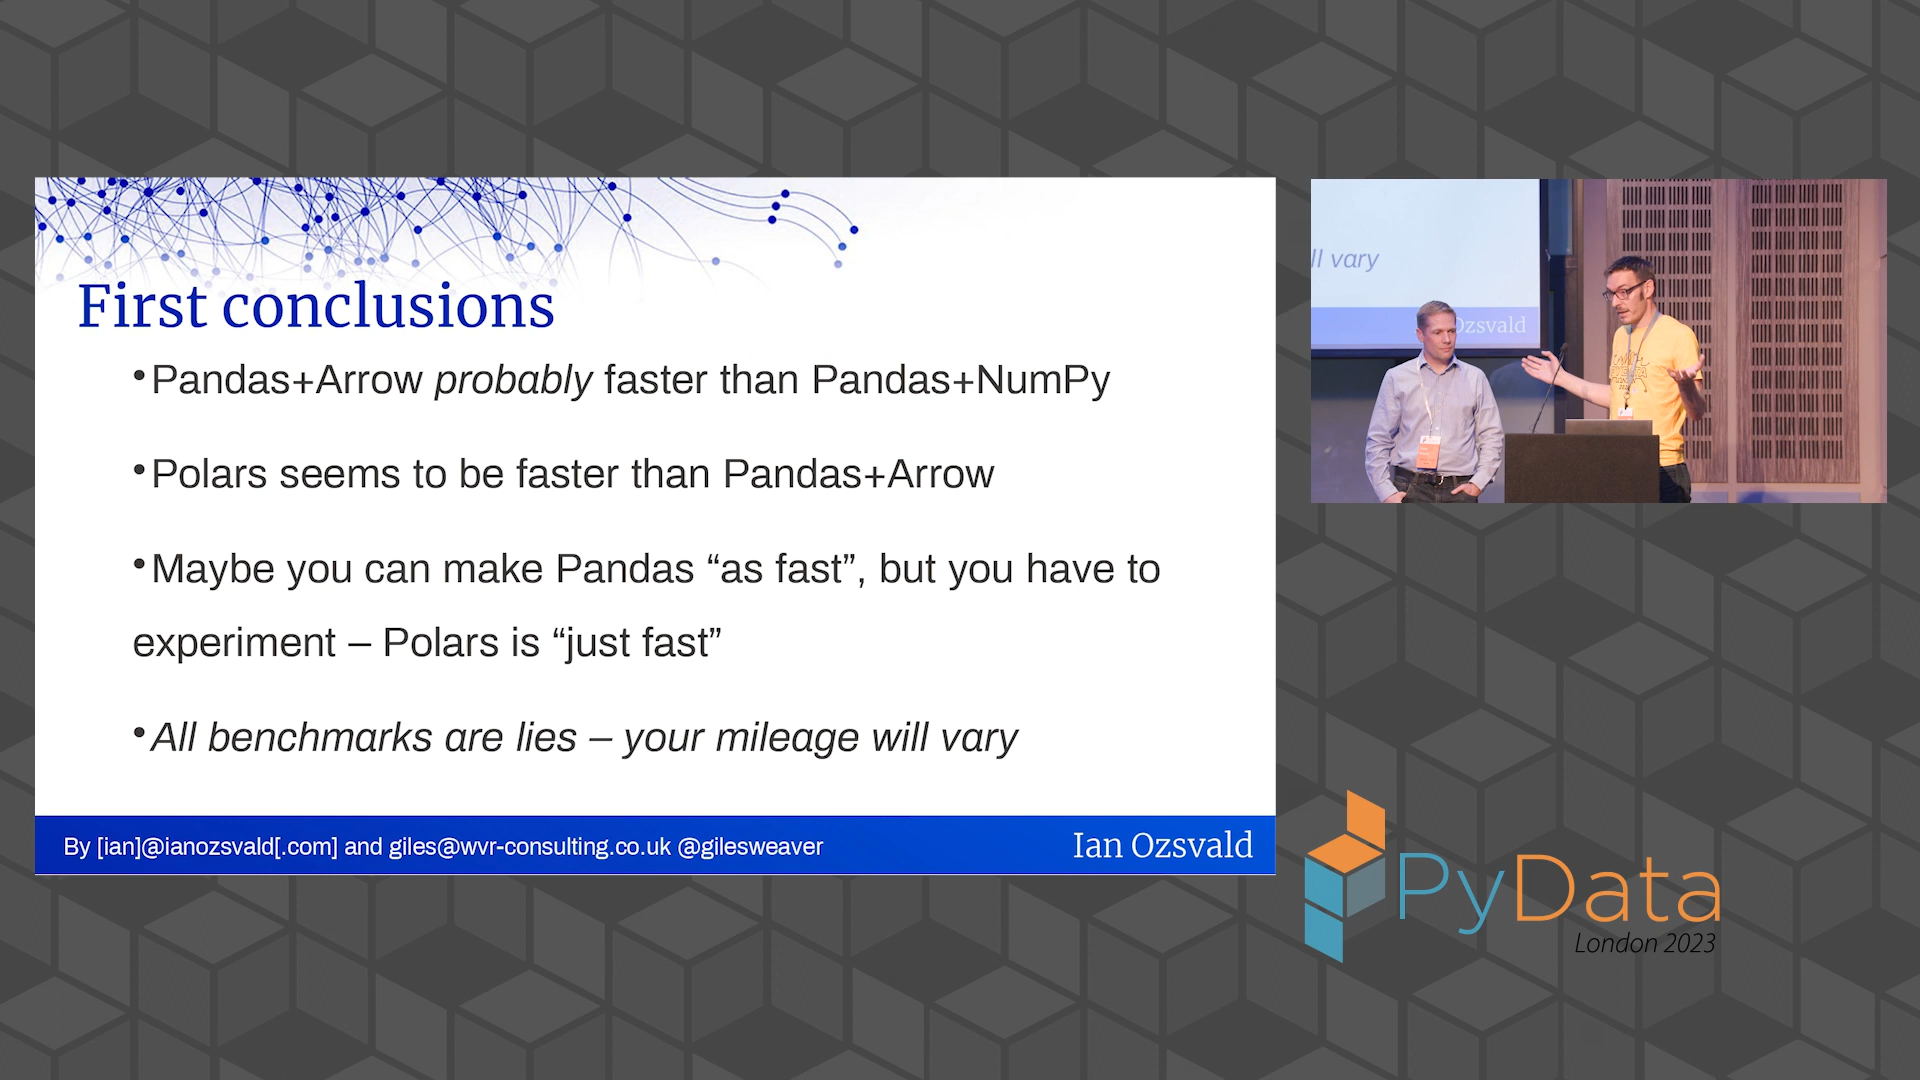 First conclusions
•Pandas+Arrow probably faster than Pandas+NumPy
•Polars seems to be faster than Pandas+Arrow
•Maybe you can make Pandas “as fast”, but you have to
experiment – Polars is “just fast”
•All benchmarks are lies – your mileage will vary
By [ian]@ianozsvald[.com] and giles@wvr-consulting.co.uk @gilesweaver
Ian Ozsvald
ll vary
Ozsvald
PyData
London 2023